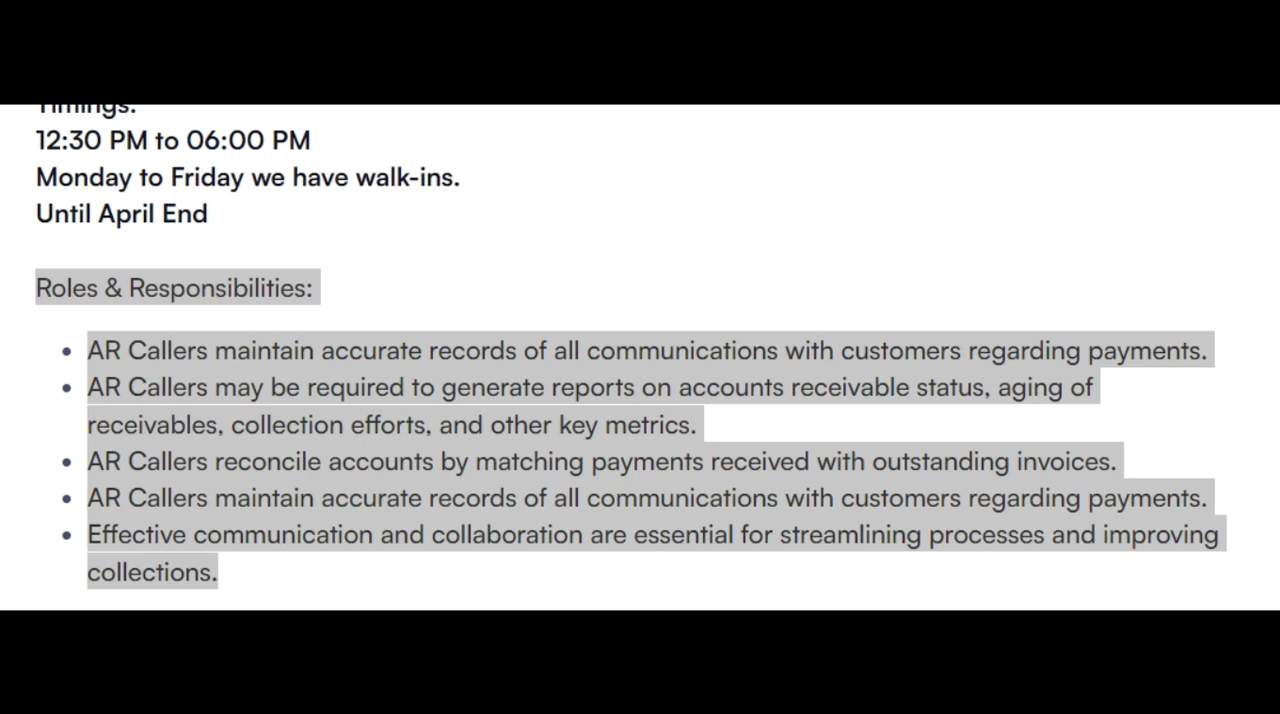 Timings:
12:30 PM to 06:00 PM
Monday to Friday we have walk-ins.
Until April End
Roles & Responsibilities:
• AR Callers maintain accurate records of all communications with customers regarding payments.
• AR Callers may be required to generate reports on accounts receivable status, aging of
receivables, collection efforts, and other key metrics.
• AR Callers reconcile accounts by matching payments received with outstanding invoices.
• AR Callers maintain accurate records of all communications with customers regarding payments.
• Effective communication and collaboration are essential for streamlining processes and improving
collections.